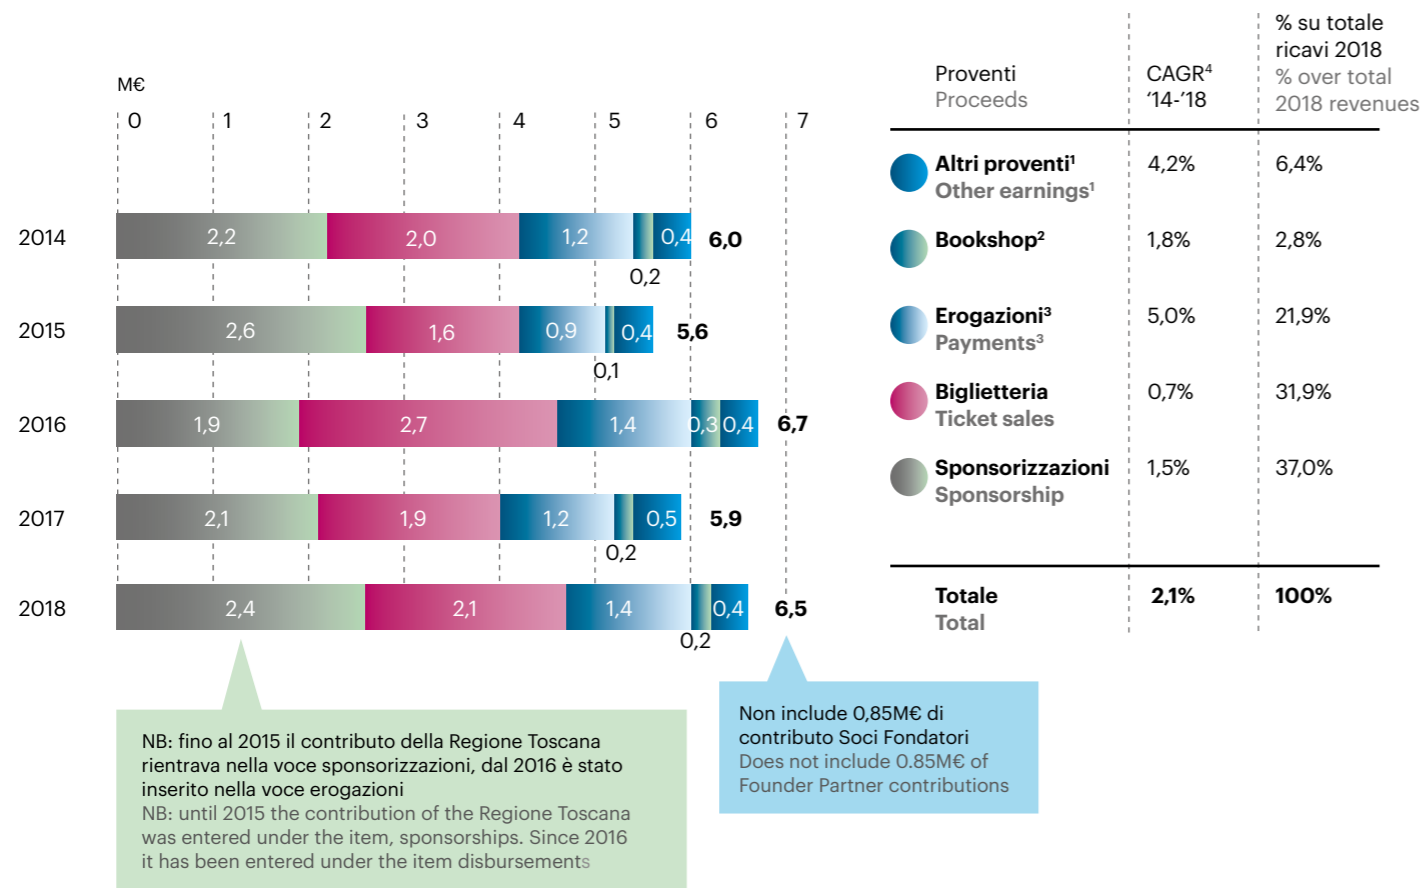 M€
0 1 2 3 4 5 6 7
2014 2,2 2,0 1,2 0,4 6,0
0,2
2015 2,6 1,6 0,9 0,4 5,6
0,1
2016 1,9 2,7 1,4 0,3 0,4 6,7
2017 2,1 1,9 1,2 0,5 5,9
0,2
2018 2,4 2,1 1,4 0,4 6,5
0,2
NB: fino al 2015 il contributo della Regione Toscana
rientrava nella voce sponsorizzazioni, dal 2016 è stato
inserito nella voce erogazioni
NB: until 2015 the contribution of the Regione Toscana
was entered under the item, sponsorships. Since 2016
it has been entered under the item disbursements
Non include 0,85M€ di
contributo Soci Fondatori
Does not include 0.85M€ of
Founder Partner contributions
Proventi
Proceeds
CAGR⁴
‘14-’18
% su totale
ricavi 2018
% over total
2018 revenues
Altri proventi¹ 4,2% 6,4%
Other earnings¹
Bookshop² 1,8% 2,8%
Erogazioni³ 5,0% 21,9%
Payments³
Biglietteria 0,7% 31,9%
Ticket sales
Sponsorizzazioni 1,5% 37,0%
Sponsorship
Totale 2,1% 100%
Total